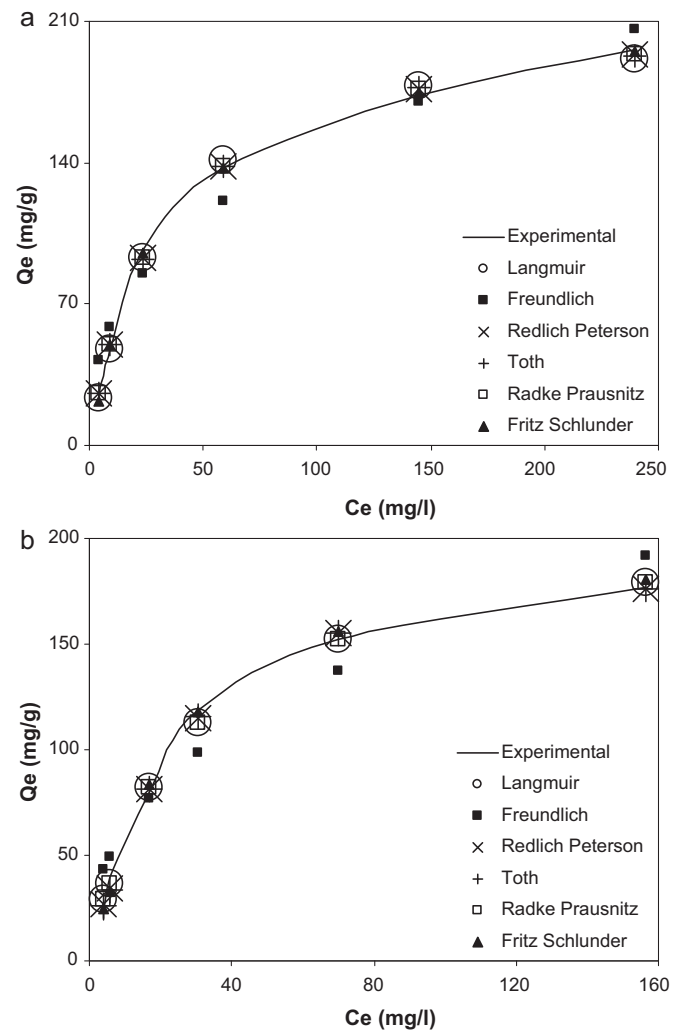 a
210
140
70
0
Qe (mg/g)
Experimental
Langmuir
Freundlich
Redlich Peterson
Toth
Radke Prausnitz
Fritz Schlunder
0 50 100 150 200 250
Ce (mg/l)
b
200
150
100
50
0
Qe (mg/g)
Experimental
Langmuir
Freundlich
Redlich Peterson
Toth
Radke Prausnitz
Fritz Schlunder
0 40 80 120 160
Ce (mg/l)